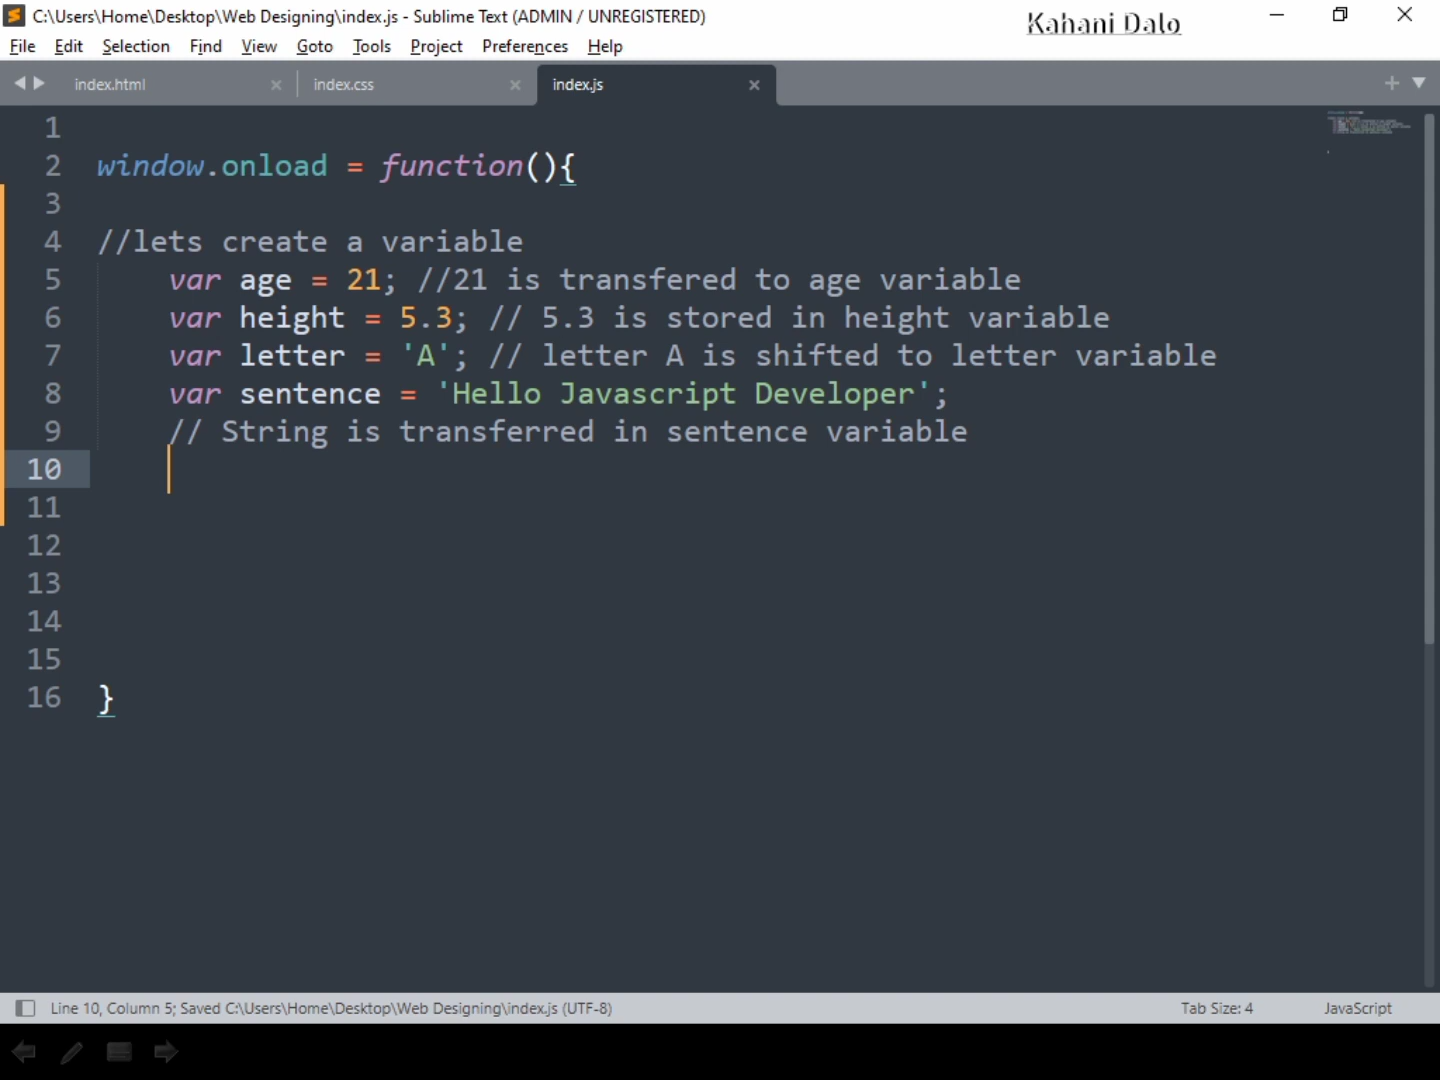 C:\Users\Home\Desktop\Web Designing\index.js - Sublime Text (ADMIN / UNREGISTERED)
Kahani Dalo
File Edit Selection Find View Goto Tools Project Preferences Help
index.html index.css index.js
1
2 window.onload = function(){
3
4 //lets create a variable
5 var age = 21; //21 is transfered to age variable
6 var height = 5.3; // 5.3 is stored in height variable
7 var letter = 'A'; // letter A is shifted to letter variable
8 var sentence = 'Hello Javascript Developer';
9 // String is transferred in sentence variable
10
11
12
13
14
15
16 }
Line 10, Column 5; Saved C:\Users\Home\Desktop\Web Designing\index.js (UTF-8) Tab Size: 4 JavaScript